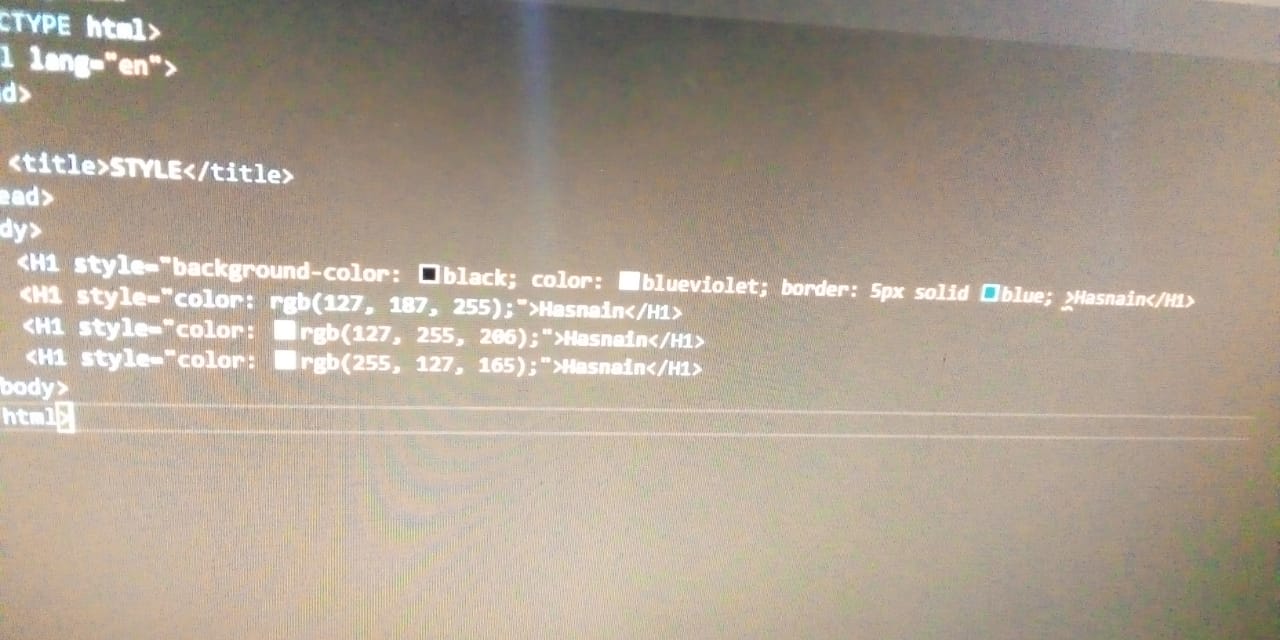 CTYPE html>
l lang="en">
d>
<title>STYLE</title>
ead>
dy>
<H1 style="background-color: black; color: blueviolet; border: 5px solid blue; >Hasnain</H1>
<H1 style="color: rgb(127, 187, 255);">Hasnain</H1>
<H1 style="color: rgb(127, 255, 206);">Hasnain</H1>
<H1 style="color: rgb(255, 127, 165);">Hasnain</H1>
body>
html>